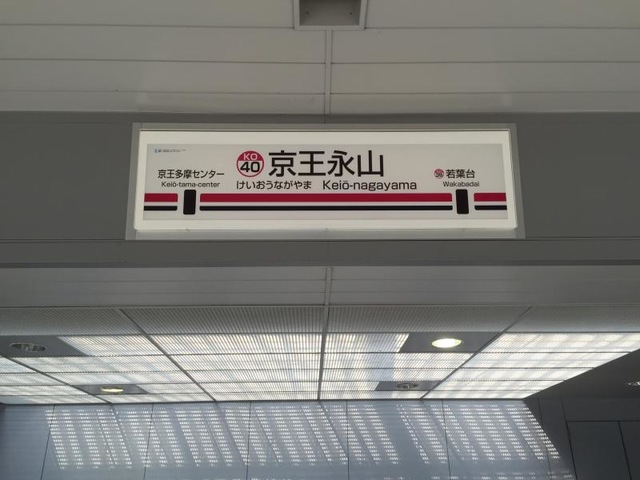 京王多摩センター
Keiō-tama-center
KO
40
京王永山
けいおうながやま Keiō-nagayama
若葉台
Wakabadai